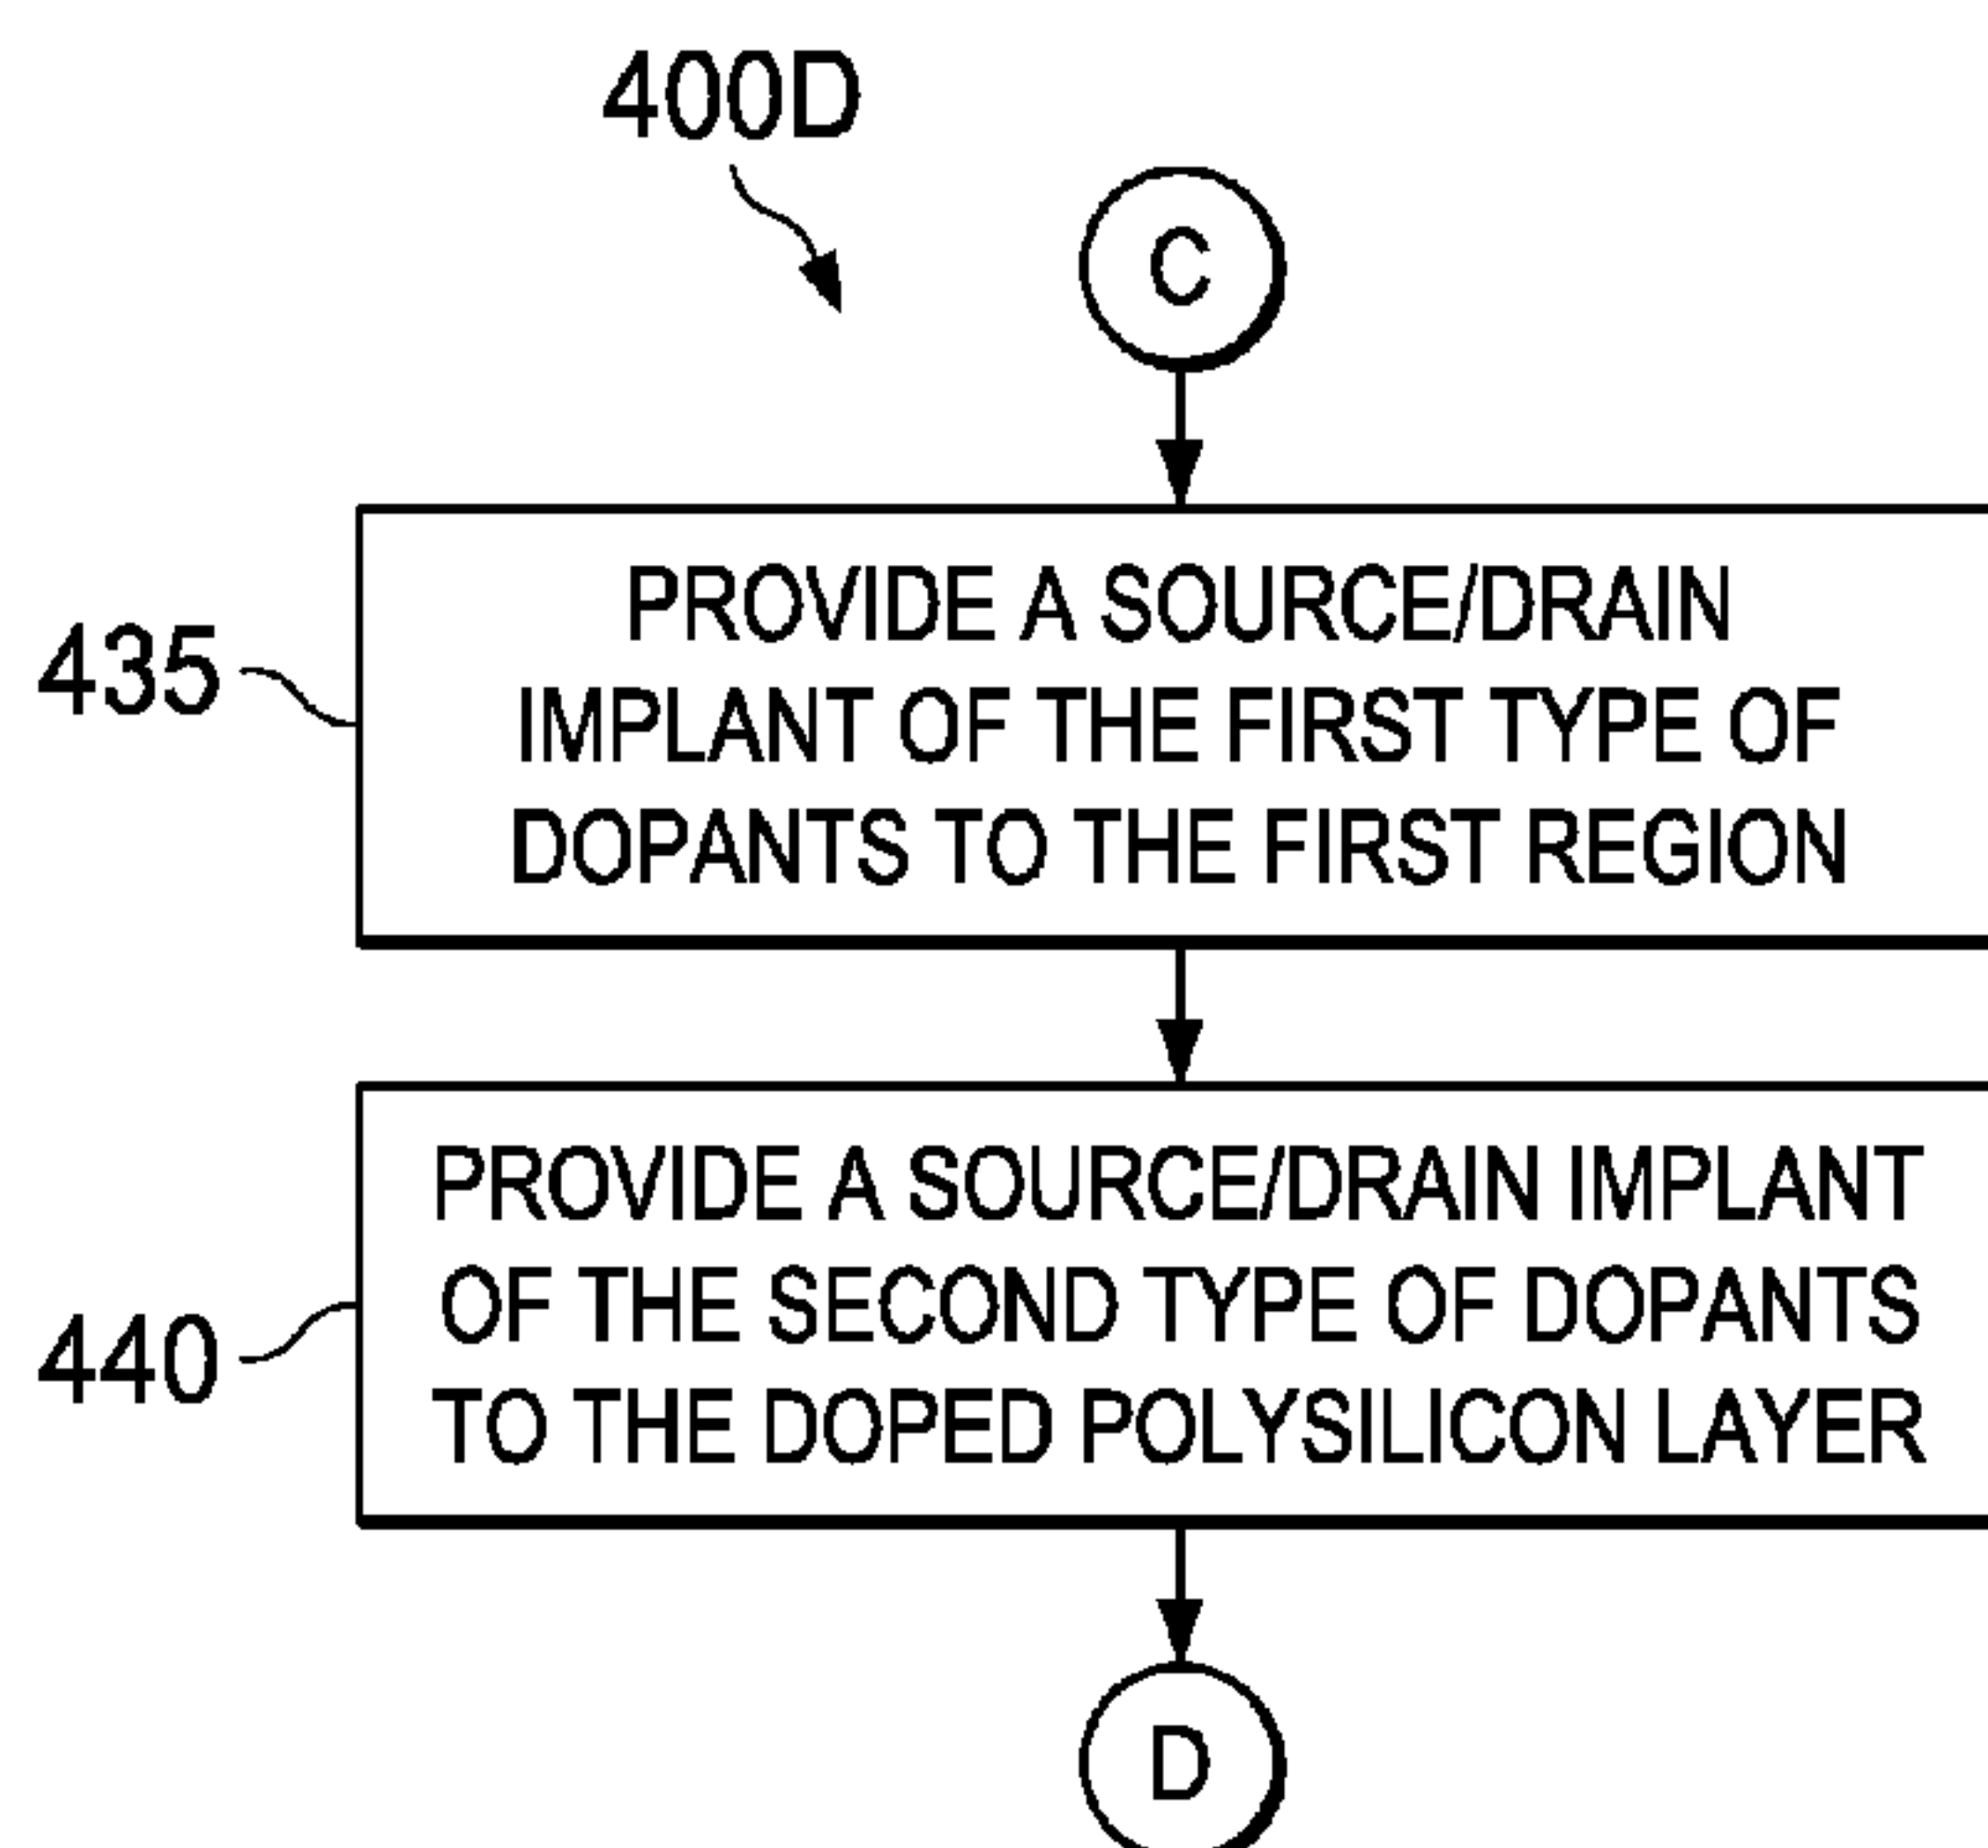 400D
C
435
PROVIDE A SOURCE/DRAIN
IMPLANT OF THE FIRST TYPE OF
DOPANTS TO THE FIRST REGION
440
PROVIDE A SOURCE/DRAIN IMPLANT
OF THE SECOND TYPE OF DOPANTS
TO THE DOPED POLYSILICON LAYER
D